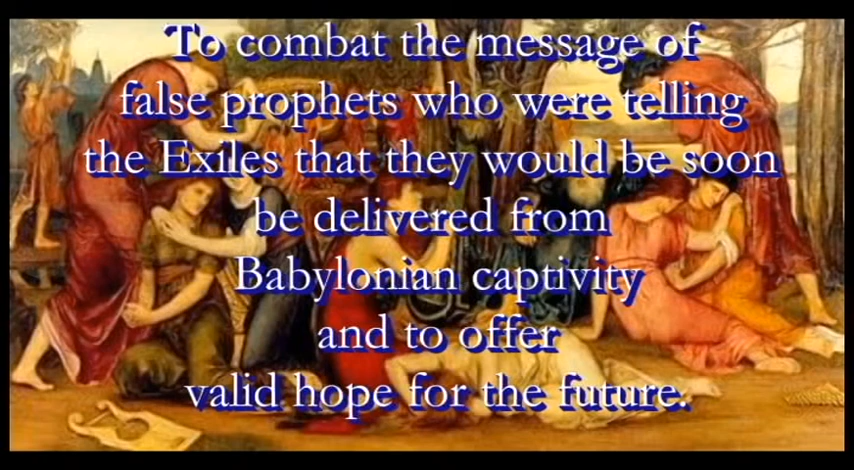 To combat the message of
false prophets who were telling
the Exiles that they would be soon
be delivered from
Babylonian captivity
and to offer
valid hope for the future.